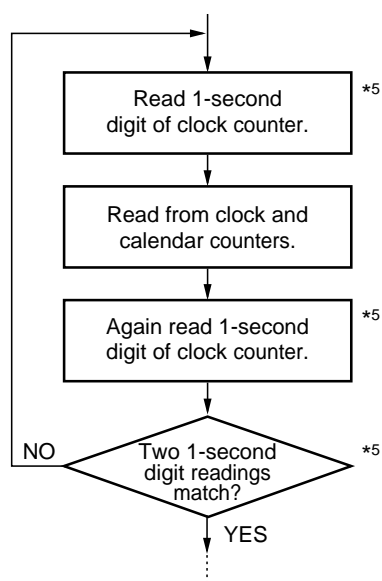 Read 1-second
digit of clock counter.
*5
Read from clock and
calendar counters.
Again read 1-second
digit of clock counter.
*5
NO
Two 1-second
digit readings
match?
*5
YES